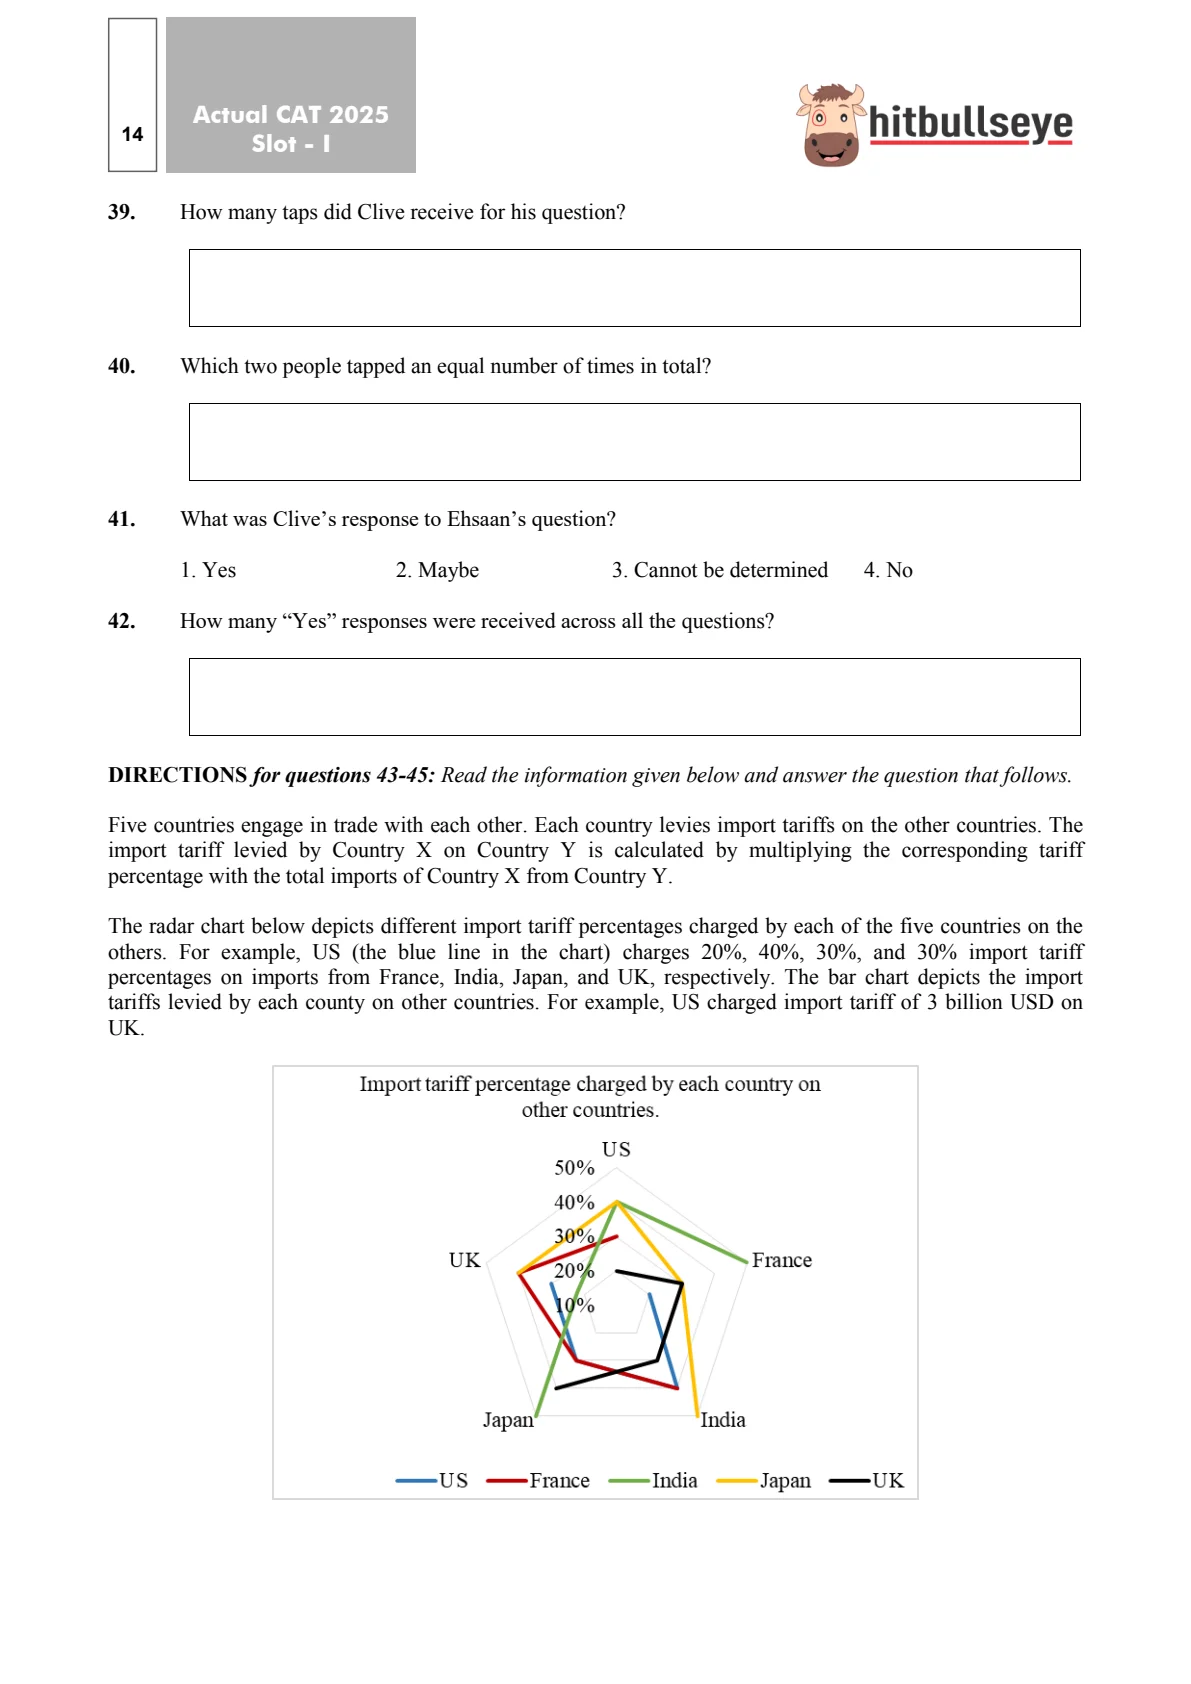 14
Actual CAT 2025
Slot - I
hitbullseye
39. How many taps did Clive receive for his question?
40. Which two people tapped an equal number of times in total?
41. What was Clive’s response to Ehsaan’s question?
1. Yes 2. Maybe 3. Cannot be determined 4. No
42. How many “Yes” responses were received across all the questions?
DIRECTIONS for questions 43-45: Read the information given below and answer the question that follows.
Five countries engage in trade with each other. Each country levies import tariffs on the other countries. The
import tariff levied by Country X on Country Y is calculated by multiplying the corresponding tariff
percentage with the total imports of Country X from Country Y.
The radar chart below depicts different import tariff percentages charged by each of the five countries on the
others. For example, US (the blue line in the chart) charges 20%, 40%, 30%, and 30% import tariff
percentages on imports from France, India, Japan, and UK, respectively. The bar chart depicts the import
tariffs levied by each county on other countries. For example, US charged import tariff of 3 billion USD on
UK.
Import tariff percentage charged by each country on
other countries.
US
50%
40%
30%
20%
10%
UK
France
Japan
India
US France India Japan UK